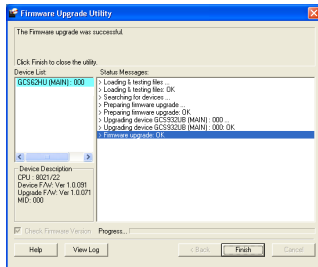 Firmware Upgrade Utility
The Firmware upgrade was successful.
Click Finish to close the utility.
Device List:
GCS62HU (MAIN) : 000
Status Messages:
> Loading & testing files ...
> Loading & testing files: OK
> Searching for devices ...
> Preparing firmware upgrade ...
> Preparing firmware upgrade: OK
> Upgrading device GCS932UB (MAIN) : 000 ...
> Upgrading device GCS932UB (MAIN) : 000: OK
> Firmware upgrade: OK
Device Description
CPU : 8021/22
Device F/W: Ver 1.0.091
Upgrade F/W: Ver 1.0.071
MID: 000
Check Firmware Version
Progress...
Help
View Log
< Back
Finish
Cancel